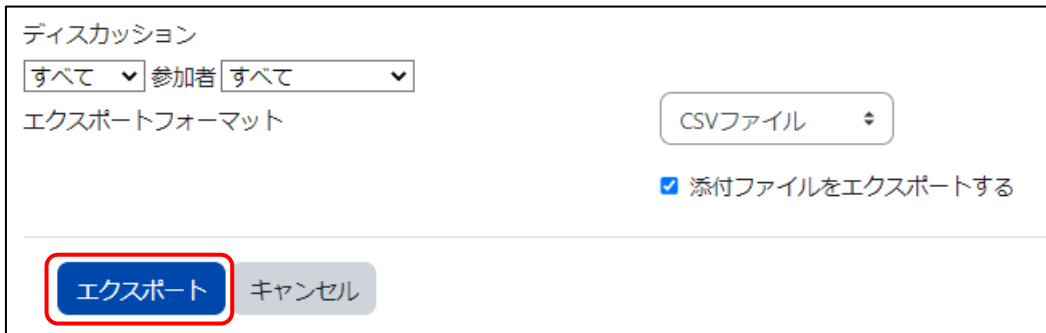 ディスカッション
すべて 参加者 すべて
エクスポートフォーマット
CSVファイル
添付ファイルをエクスポートする
エクスポート キャンセル